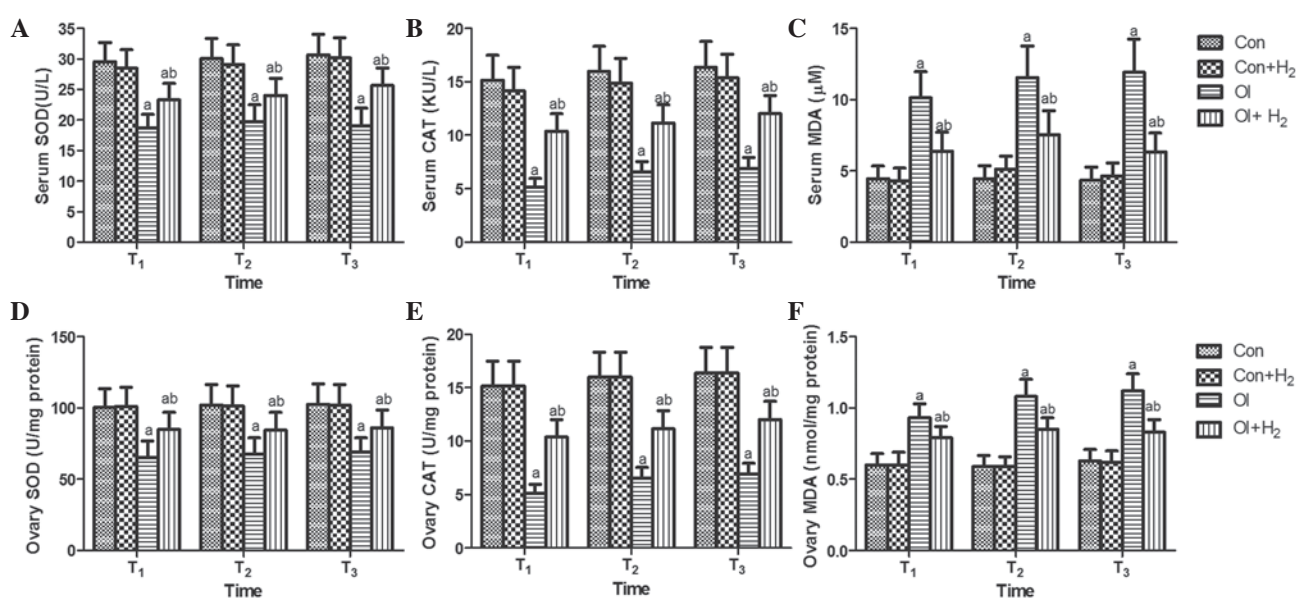 A
Serum SOD(U/L)
35
30
25
20
15
10
5
0
a
ab
a
ab
a
ab
T1
T2
T3
Time
B
Serum CAT (KU/L)
20
15
10
5
0
a
ab
a
ab
a
ab
T1
T2
T3
Time
C
Serum MDA (μM)
15
10
5
0
a
ab
a
ab
a
ab
T1
T2
T3
Time
Con
Con+H2
OI
OI+ H2
D
Ovary SOD (U/mg protein)
150
100
50
0
a
ab
a
ab
a
ab
T1
T2
T3
Time
E
Ovary CAT (U/mg protein)
20
15
10
5
0
a
ab
a
ab
a
ab
T1
T2
T3
Time
F
Ovary MDA (nmol/mg protein)
1.5
1.0
0.5
0.0
a
ab
a
ab
a
ab
T1
T2
T3
Time
Con
Con+H2
OI
OI+H2